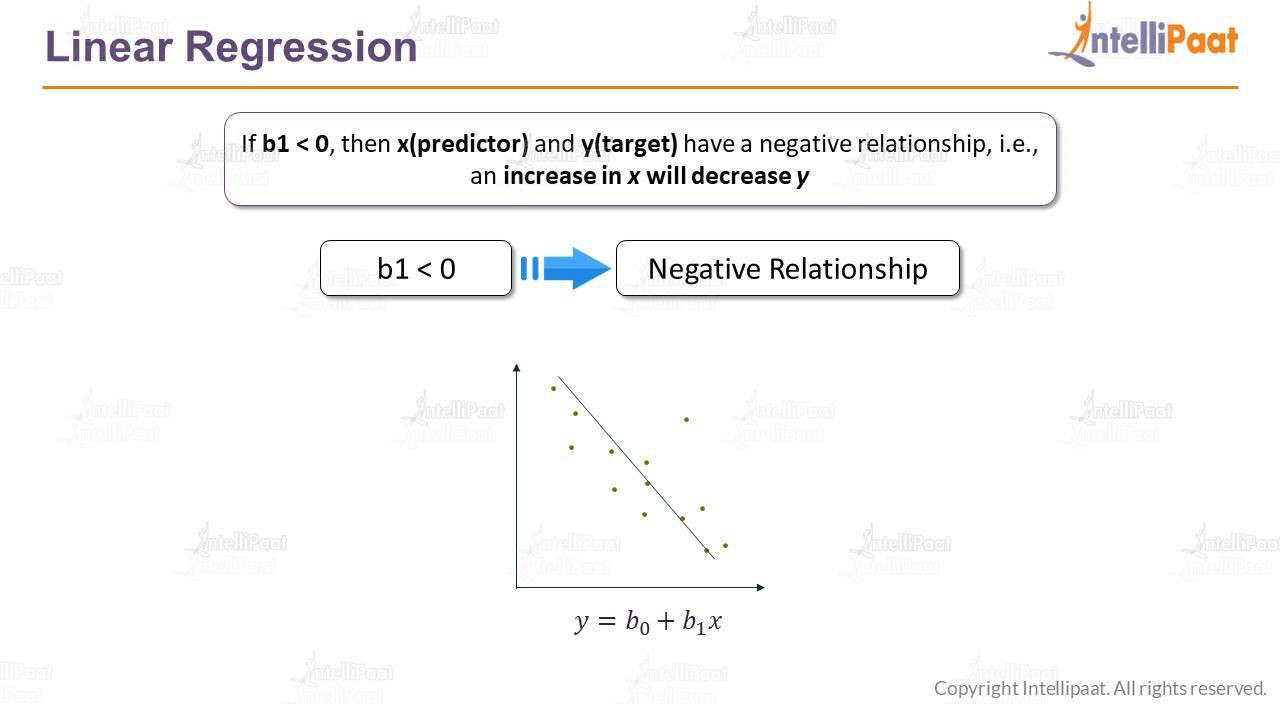 Linear Regression
IntelliPaat
If b1 < 0, then x(predictor) and y(target) have a negative relationship, i.e.,
an increase in x will decrease y
b1 < 0
Negative Relationship
y = b₀ + b₁x
Copyright Intellipaat. All rights reserved.